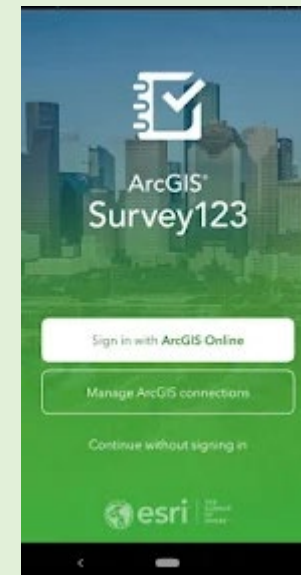 ArcGIS®
Survey123
Sign in with ArcGIS Online
Manage ArcGIS connections
Continue without signing in
esri